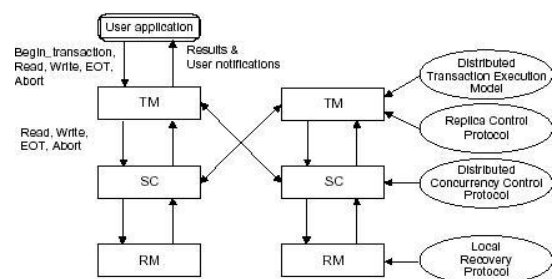 User application
Begin_transaction,
Read, Write, EOT,
Abort
Results &
User notifications
TM
TM
Distributed
Transaction Execution
Model
Replica Control
Protocol
Read, Write,
EOT, Abort
SC
SC
Distributed
Concurrency Control
Protocol
RM
RM
Local
Recovery
Protocol